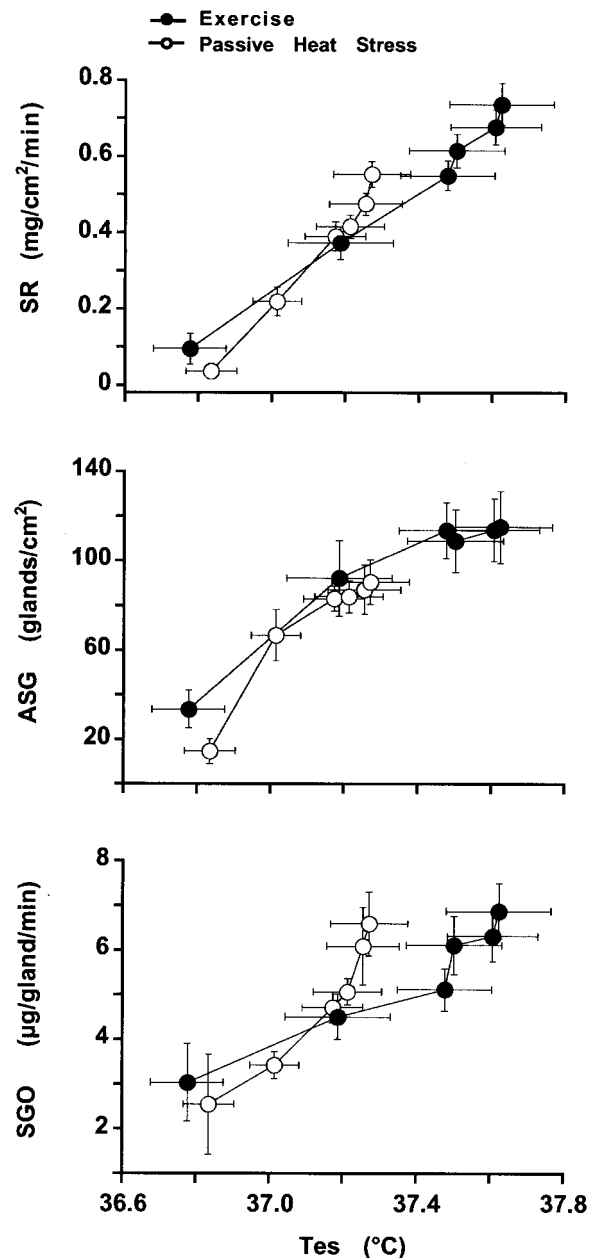 Exercise
Passive Heat Stress
0.8
0.6
0.4
0.2
0
SR (mg/cm²/min)
140
100
60
20
ASG (glands/cm²)
8
6
4
2
SGO (µg/gland/min)
36.6 37.0 37.4 37.8
Tes (°C)